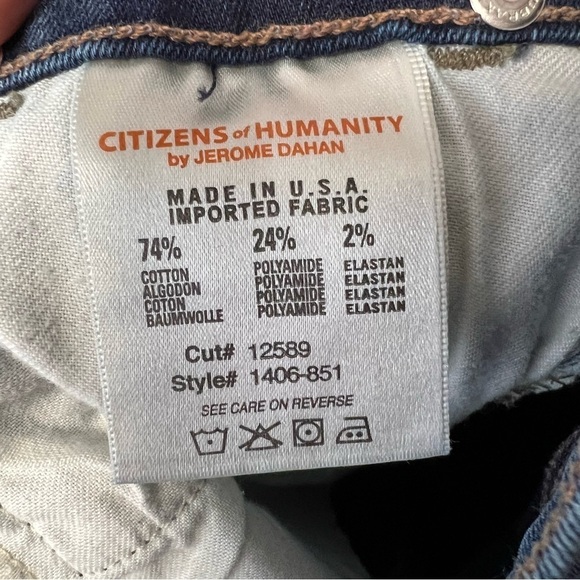 CITIZENS of HUMANITY
by JEROME DAHAN
MADE IN U.S.A.
IMPORTED FABRIC
74% 24% 2%
COTTON POLYAMIDE ELASTAN
ALGODON POLYAMIDE ELASTAN
COTON POLYAMIDE ELASTAN
BAUMWOLLE POLYAMIDE ELASTAN
Cut# 12589
Style# 1406-851
SEE CARE ON REVERSE